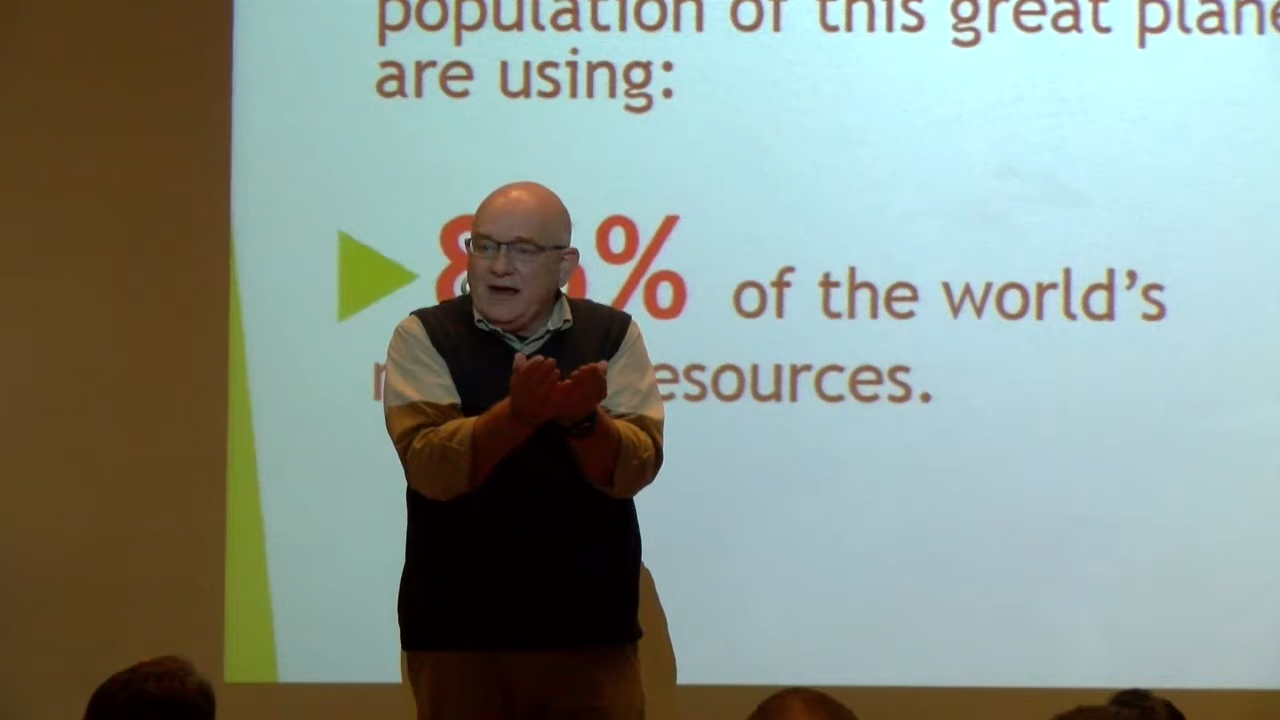 population of this great plane
are using:
% of the world's
esources.